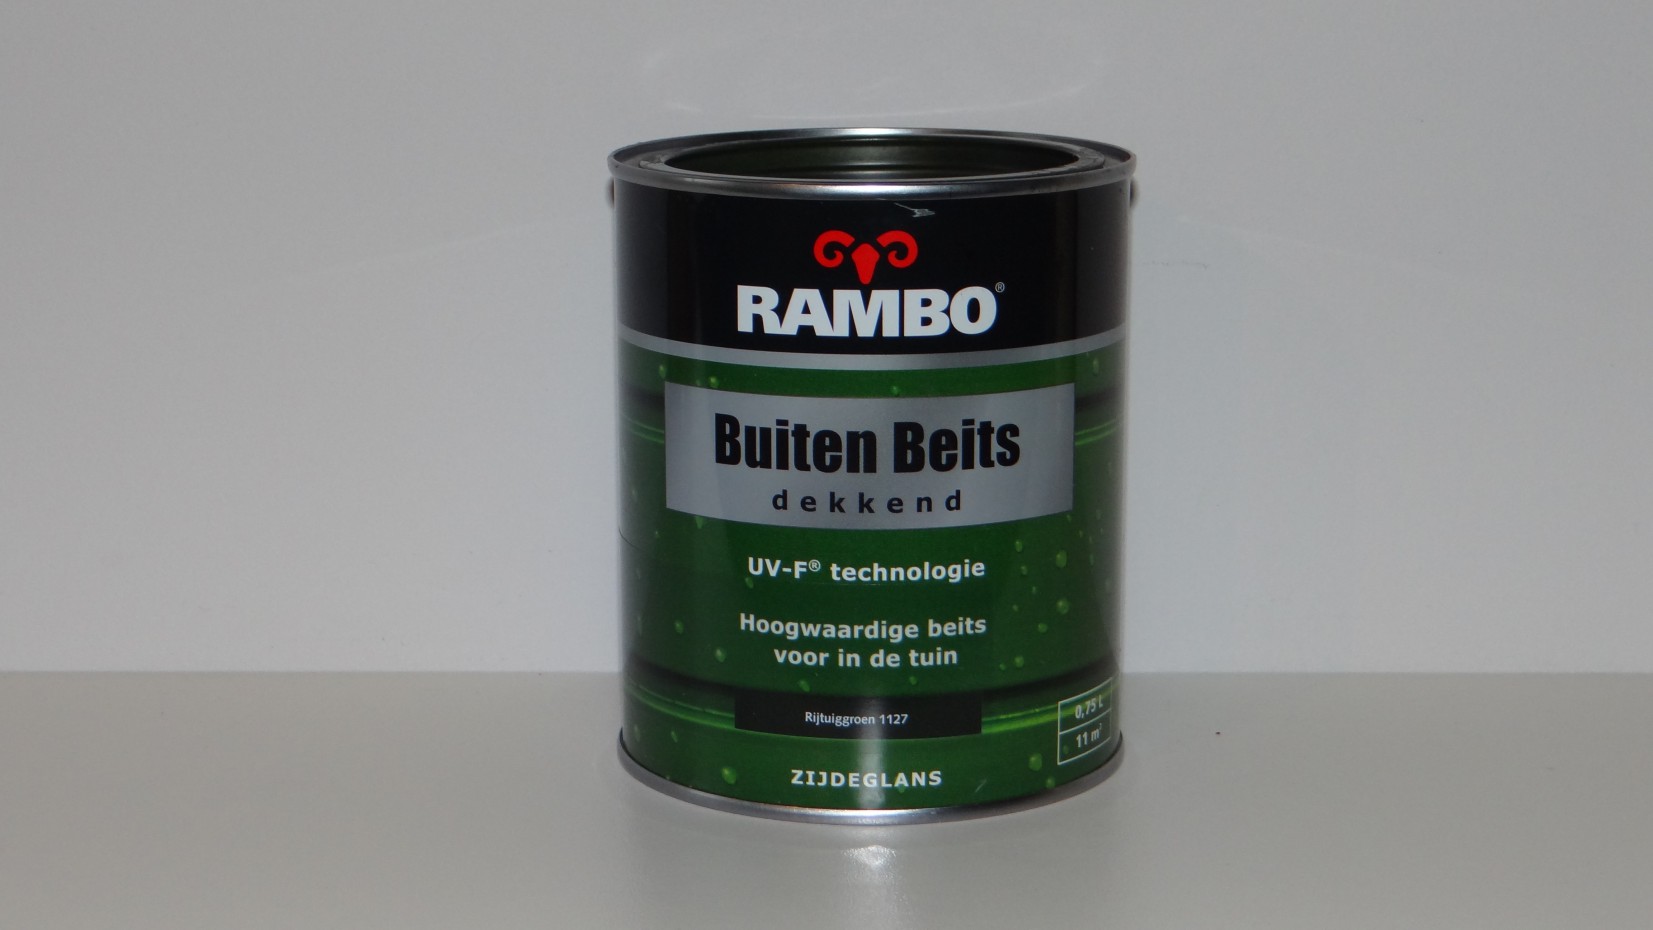 RAMBO®
Buiten Beits
dekkend
UV-F® technologie
Hoogwaardige beits
voor in de tuin
Rijtuiggroen 1127
0,75 L
11 m²
ZIJDEGLANS